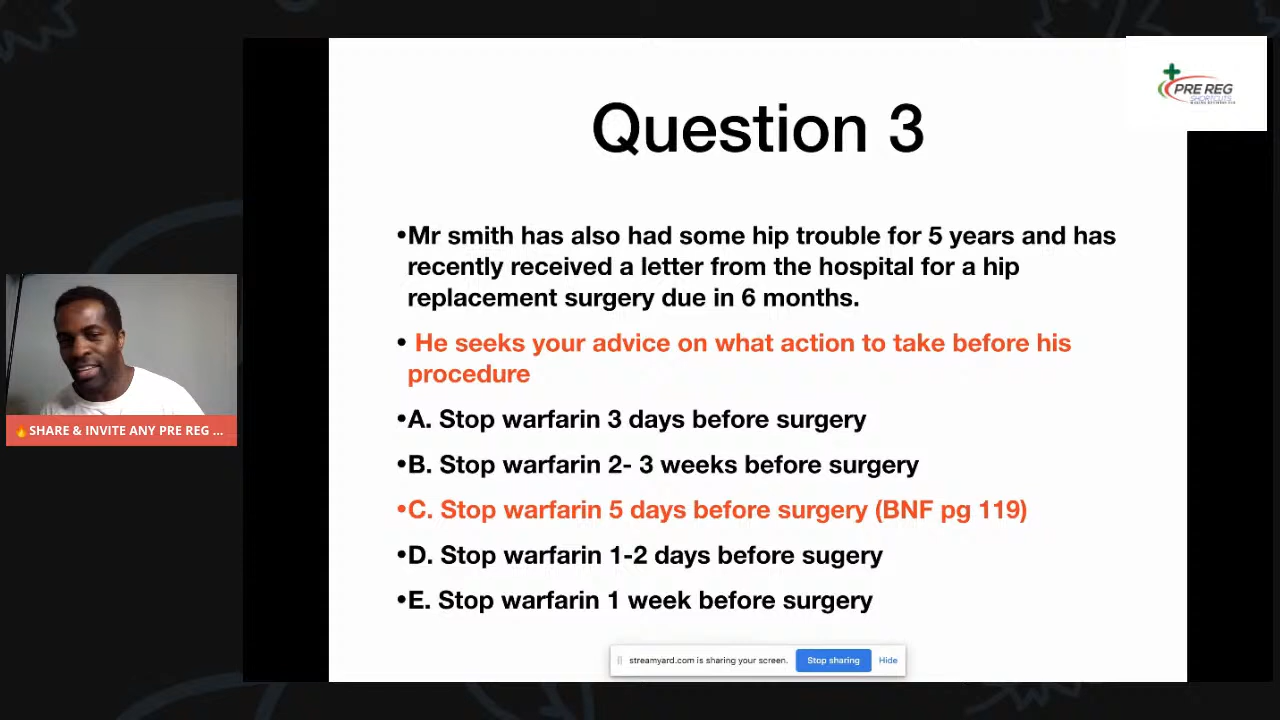 Question 3
PRE REG
SHORTCUTS
•Mr smith has also had some hip trouble for 5 years and has
recently received a letter from the hospital for a hip
replacement surgery due in 6 months.
• He seeks your advice on what action to take before his
procedure
•A. Stop warfarin 3 days before surgery
•B. Stop warfarin 2- 3 weeks before surgery
•C. Stop warfarin 5 days before surgery (BNF pg 119)
•D. Stop warfarin 1-2 days before sugery
•E. Stop warfarin 1 week before surgery
🔥SHARE & INVITE ANY PRE REG ...
streamyard.com is sharing your screen. Stop sharing Hide